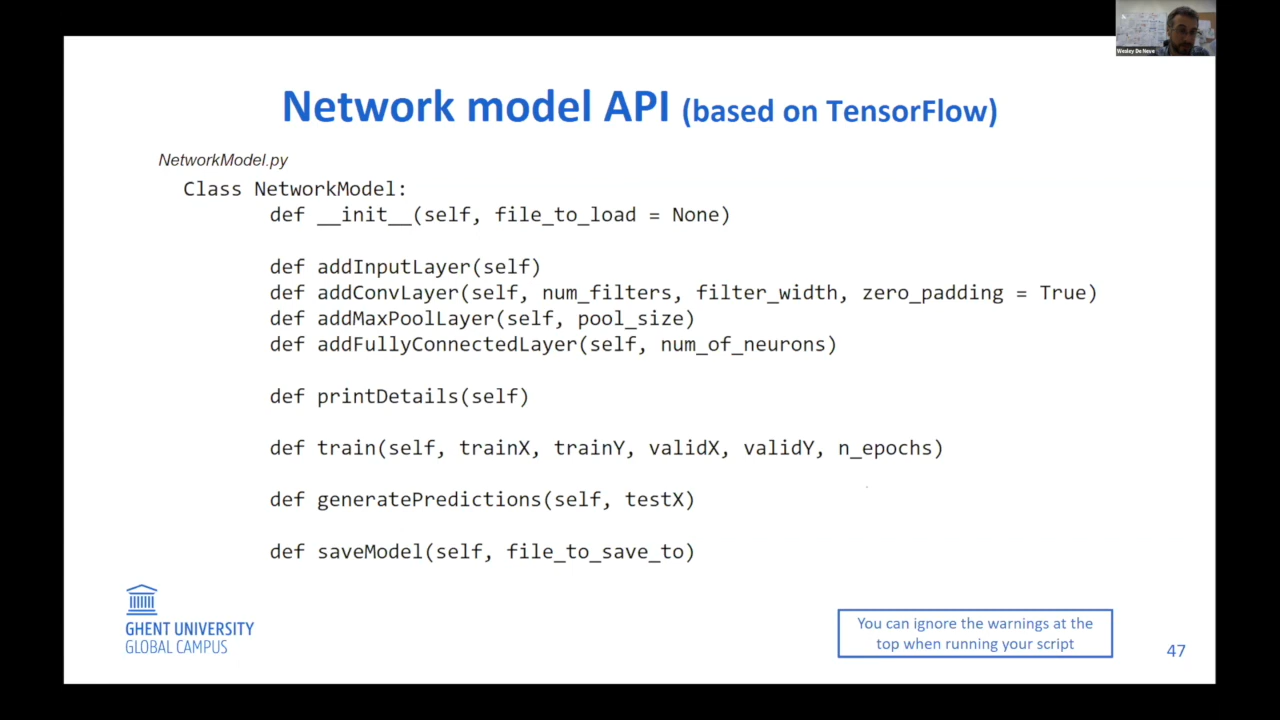 Wesley De Neve
Network model API (based on TensorFlow)
NetworkModel.py
Class NetworkModel:
def __init__(self, file_to_load = None)
def addInputLayer(self)
def addConvLayer(self, num_filters, filter_width, zero_padding = True)
def addMaxPoolLayer(self, pool_size)
def addFullyConnectedLayer(self, num_of_neurons)
def printDetails(self)
def train(self, trainX, trainY, validX, validY, n_epochs)
def generatePredictions(self, testX)
def saveModel(self, file_to_save_to)
GHENT UNIVERSITY
GLOBAL CAMPUS
You can ignore the warnings at the
top when running your script
47